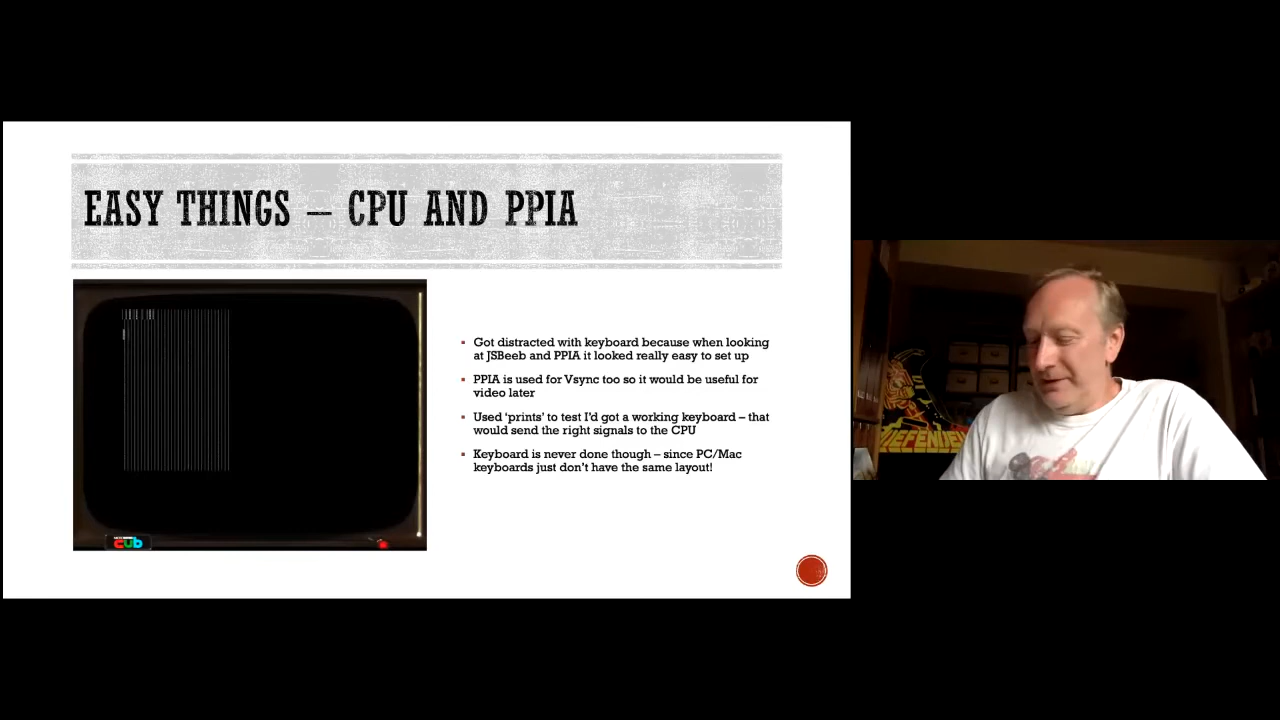 EASY THINGS – CPU AND PPIA
Got distracted with keyboard because when looking
at JSBeeb and PPIA it looked really easy to set up
PPIA is used for Vsync too so it would be useful for
video later
Used ‘prints’ to test I’d got a working keyboard – that
would send the right signals to the CPU
Keyboard is never done though – since PC/Mac
keyboards just don’t have the same layout!
cub
DEFENDER